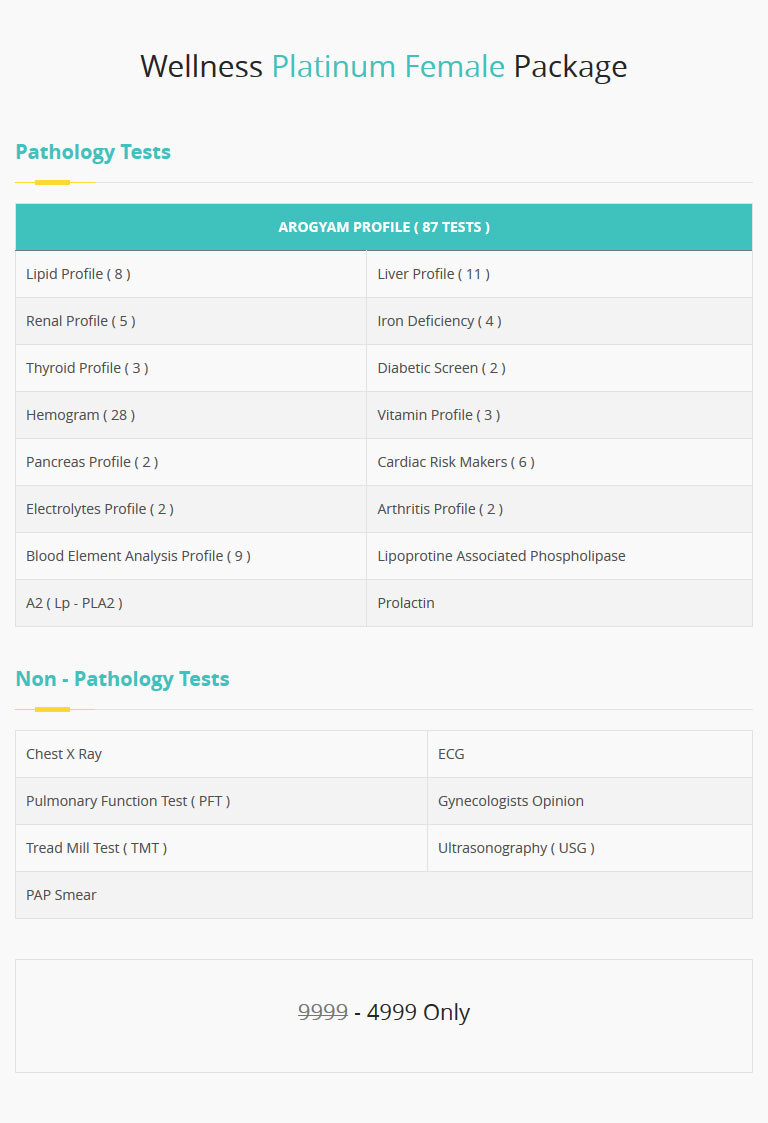 Wellness Platinum Female Package
Pathology Tests
AROGYAM PROFILE ( 87 TESTS )
Lipid Profile ( 8 )
Liver Profile ( 11 )
Renal Profile ( 5 )
Iron Deficiency ( 4 )
Thyroid Profile ( 3 )
Diabetic Screen ( 2 )
Hemogram ( 28 )
Vitamin Profile ( 3 )
Pancreas Profile ( 2 )
Cardiac Risk Makers ( 6 )
Electrolytes Profile ( 2 )
Arthritis Profile ( 2 )
Blood Element Analysis Profile ( 9 )
Lipoprotine Associated Phospholipase
A2 ( Lp - PLA2 )
Prolactin
Non - Pathology Tests
Chest X Ray
ECG
Pulmonary Function Test ( PFT )
Gynecologists Opinion
Tread Mill Test ( TMT )
Ultrasonography ( USG )
PAP Smear
9999 - 4999 Only